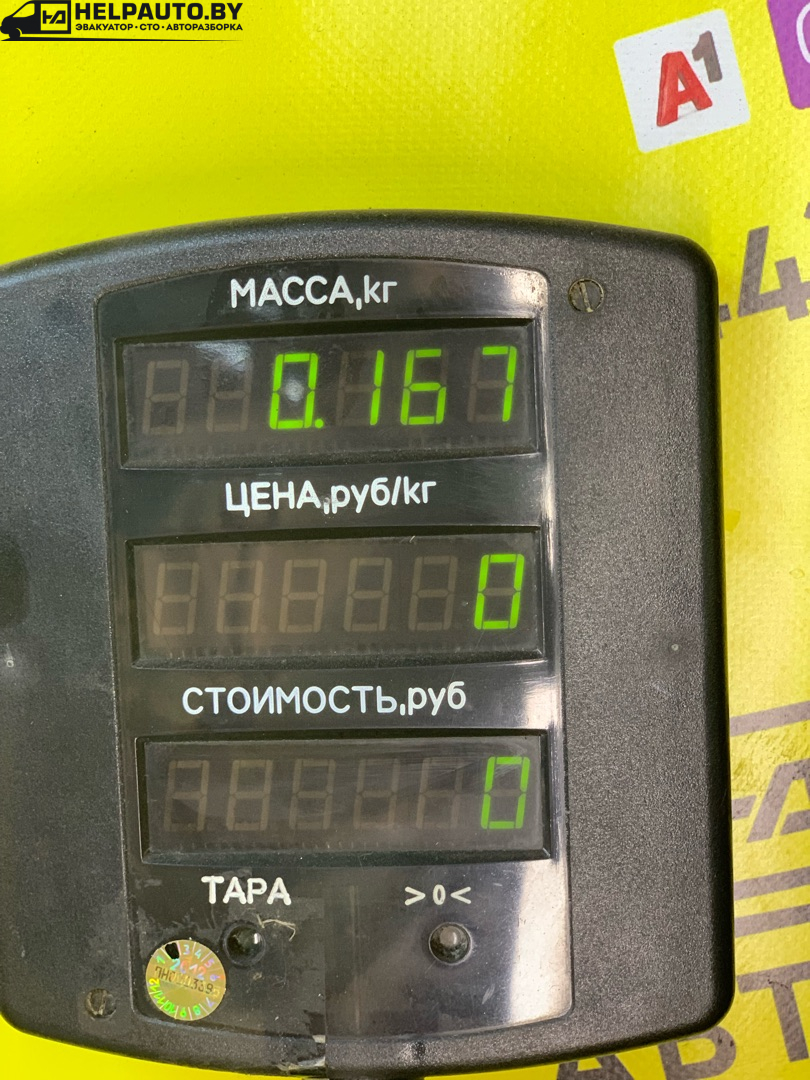 HELPAUTO.BY
ЭВАКУАТОР • СТО • АВТОРАЗБОРКА
A1
МАССА,кг
0.167
ЦЕНА,руб/кг
0
СТОИМОСТЬ,руб
0
ТАРА >0<